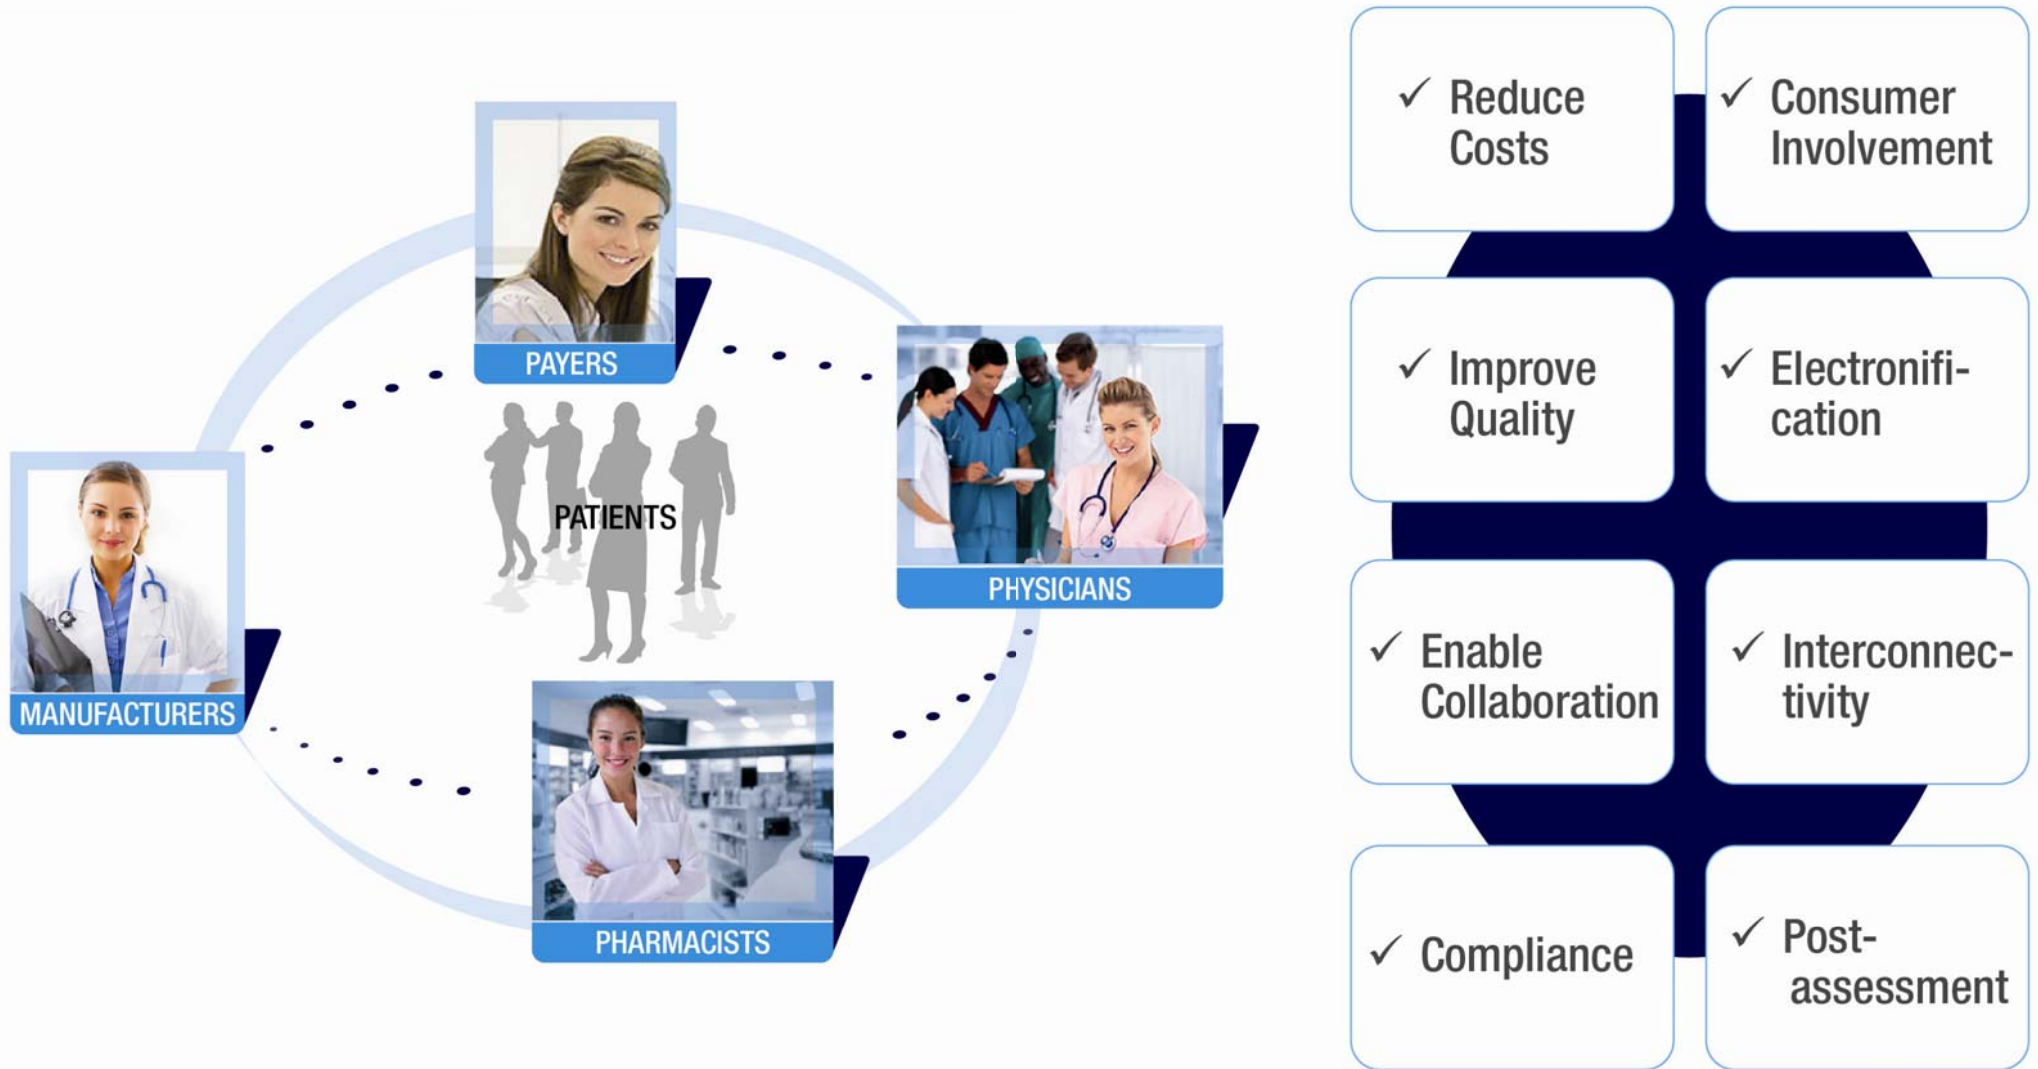 PAYERS
PATIENTS
PHYSICIANS
MANUFACTURERS
PHARMACISTS
✓ Reduce
Costs
✓ Consumer
Involvement
✓ Improve
Quality
✓ Electronifi-
cation
✓ Enable
Collaboration
✓ Interconnec-
tivity
✓ Compliance
✓ Post-
assessment